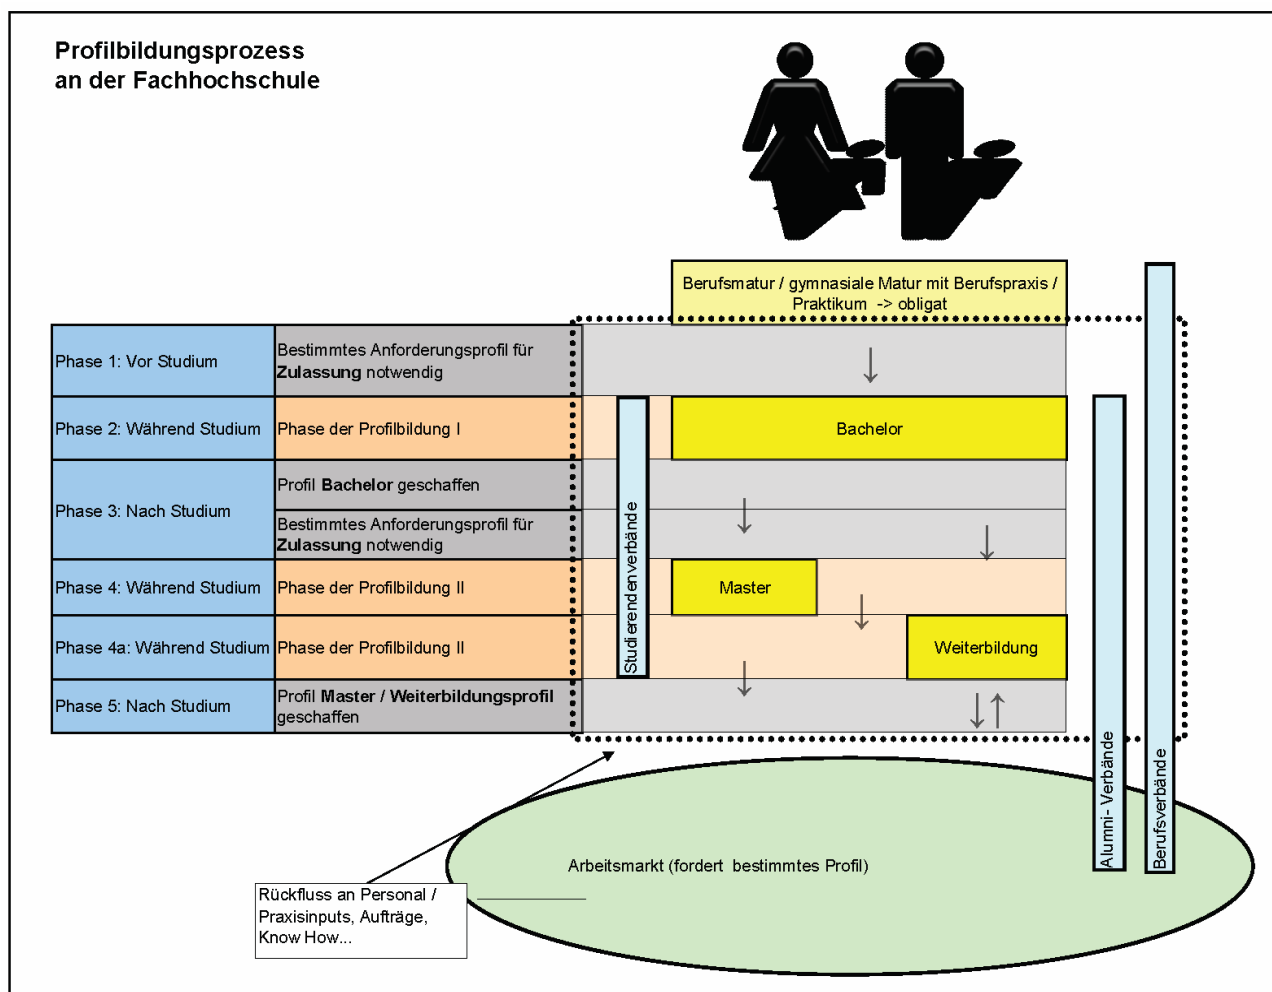 Profilbildungsprozess
an der Fachhochschule
Berufsmatur / gymnasiale Matur mit Berufspraxis /
Praktikum -> obligat
Phase 1: Vor Studium
Bestimmtes Anforderungsprofil für
Zulassung notwendig
Phase 2: Während Studium
Phase der Profilbildung I
Bachelor
Phase 3: Nach Studium
Profil Bachelor geschaffen
Bestimmtes Anforderungsprofil für
Zulassung notwendig
Phase 4: Während Studium
Phase der Profilbildung II
Master
Phase 4a: Während Studium
Phase der Profilbildung II
Weiterbildung
Phase 5: Nach Studium
Profil Master / Weiterbildungsprofil
geschaffen
Studierendenverbände
Alumni- Verbände
Berufsverbände
Arbeitsmarkt (fordert bestimmtes Profil)
Rückfluss an Personal /
Praxisinputs, Aufträge,
Know How...